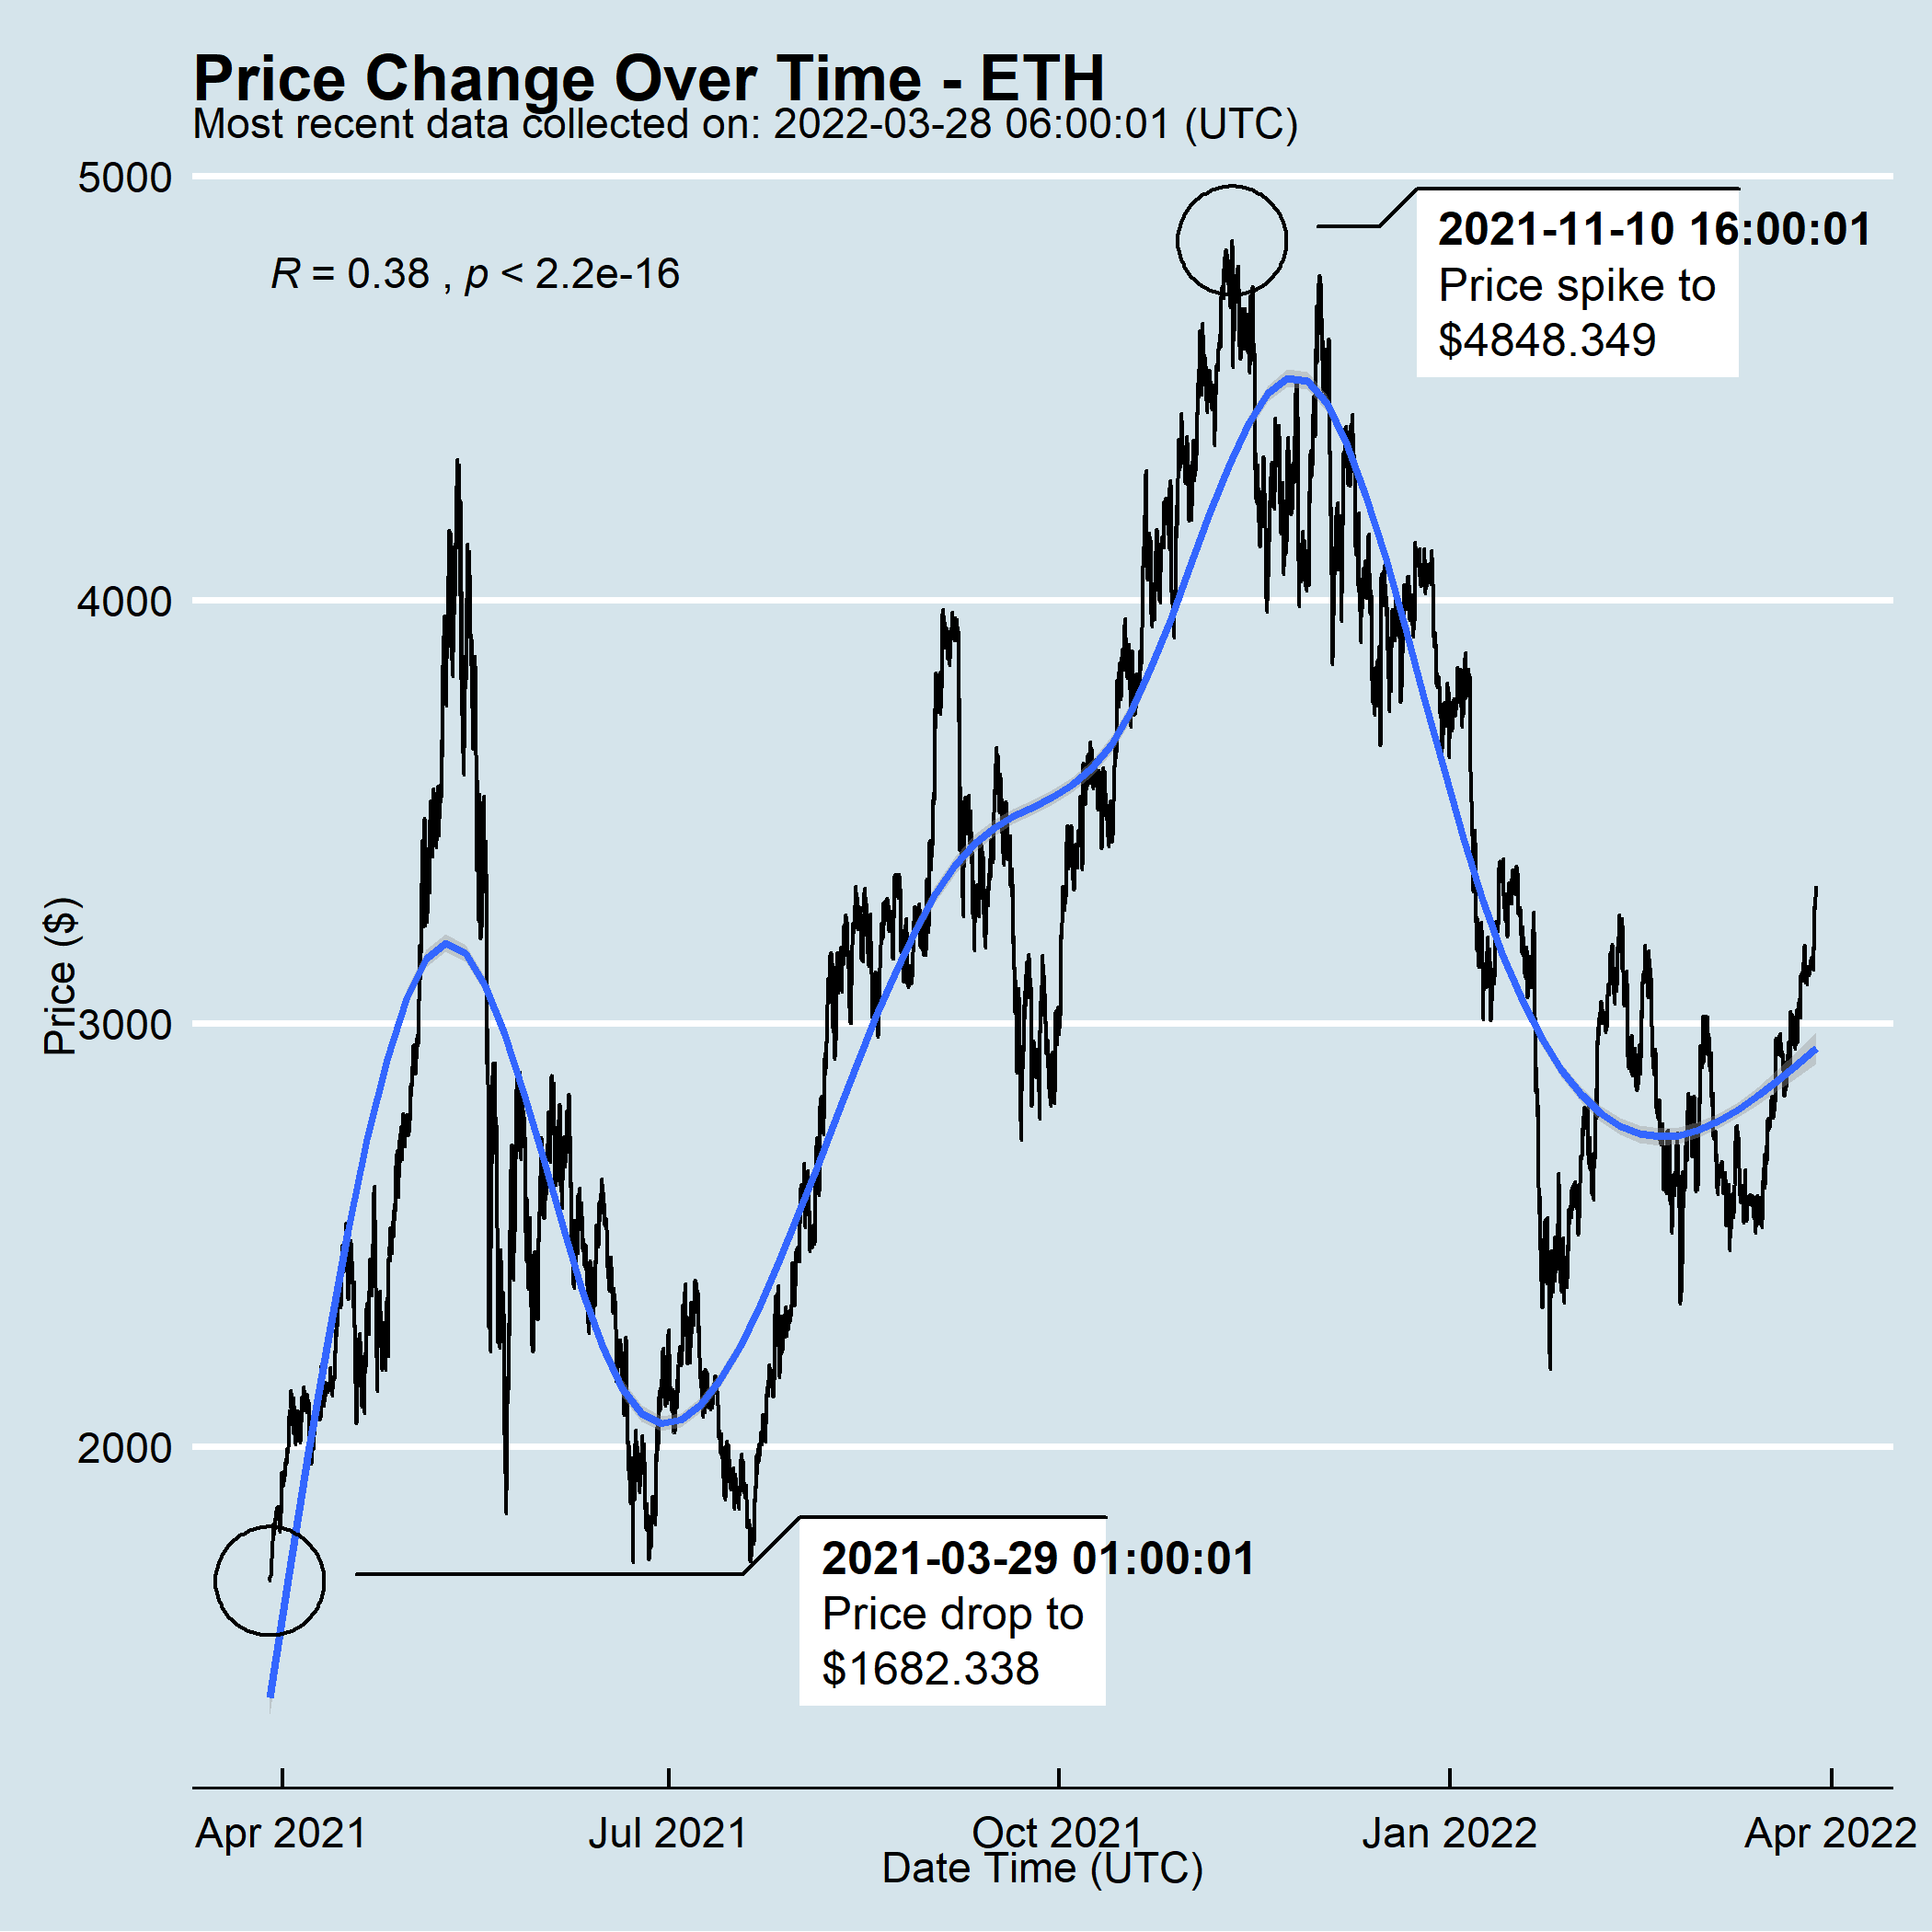 Price Change Over Time - ETH
Most recent data collected on: 2022-03-28 06:00:01 (UTC)
5000
R = 0.38 , p < 2.2e-16
2021-11-10 16:00:01
Price spike to
$4848.349
4000
Price ($)
3000
2000
2021-03-29 01:00:01
Price drop to
$1682.338
Apr 2021
Jul 2021
Oct 2021
Jan 2022
Apr 2022
Date Time (UTC)